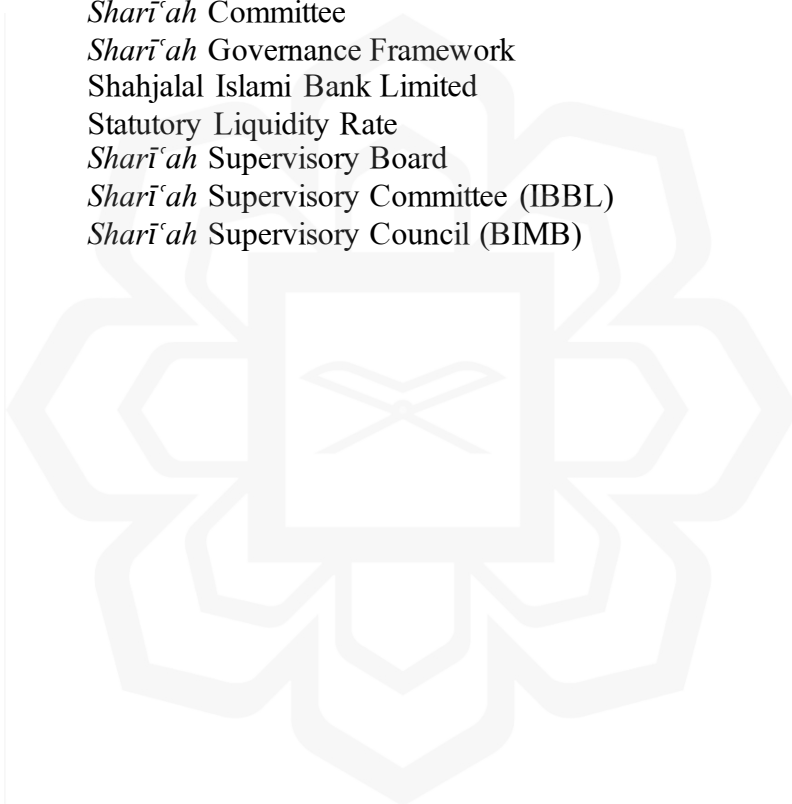 Sharīʿah Committee
Sharīʿah Governance Framework
Shahjalal Islami Bank Limited
Statutory Liquidity Rate
Sharīʿah Supervisory Board
Sharīʿah Supervisory Committee (IBBL)
Sharīʿah Supervisory Council (BIMB)